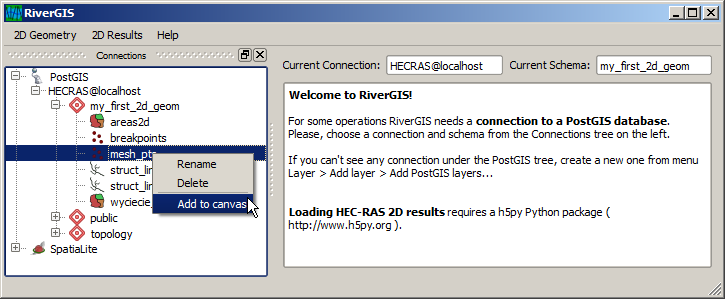 RiverGIS
2D Geometry 2D Results Help
Connections
PostGIS
HECRAS@localhost
my_first_2d_geom
areas2d
breakpoints
mesh_pts
struct_lin
struct_lin
wyciecie_
public
topology
SpatiaLite
Rename
Delete
Add to canvas
Current Connection: HECRAS@localhost Current Schema: my_first_2d_geom
Welcome to RiverGIS!
For some operations RiverGIS needs a connection to a PostGIS database.
Please, choose a connection and schema from the Connections tree on the left.
If you can't see any connection under the PostGIS tree, create a new one from menu
Layer > Add layer > Add PostGIS layers...
Loading HEC-RAS 2D results requires a h5py Python package (
http://www.h5py.org ).